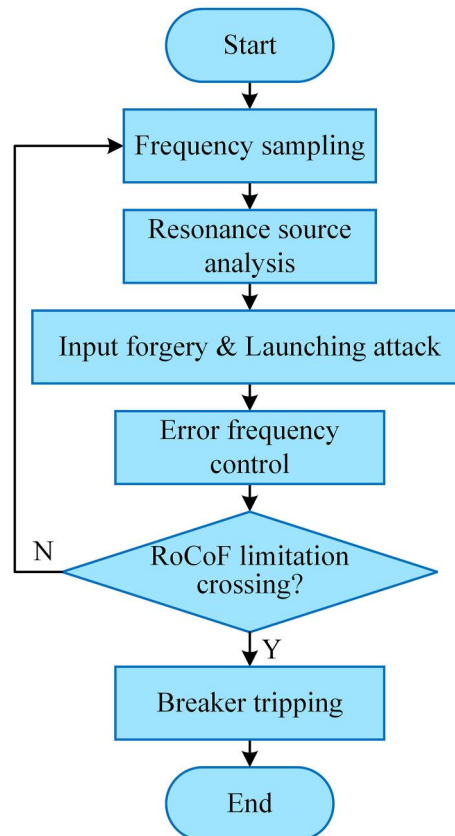 Start
Frequency sampling
Resonance source
analysis
Input forgery & Launching attack
Error frequency
control
N
RoCoF limitation
crossing?
Y
Breaker tripping
End